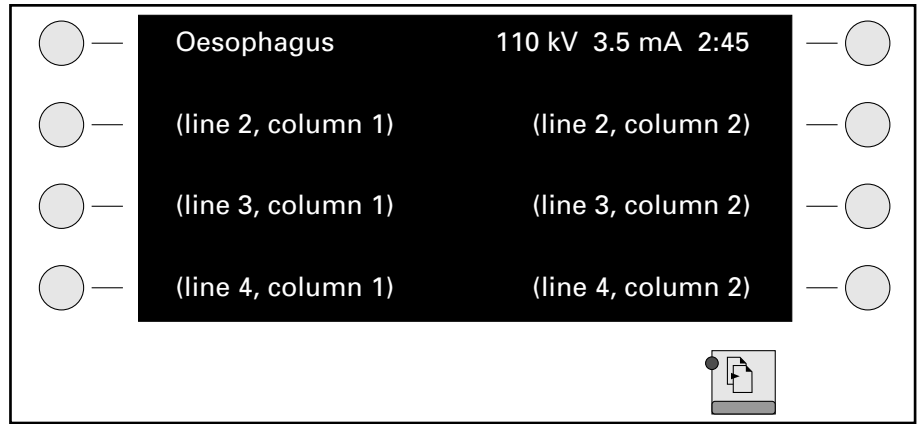 Oesophagus 110 kV 3.5 mA 2:45
(line 2, column 1) (line 2, column 2)
(line 3, column 1) (line 3, column 2)
(line 4, column 1) (line 4, column 2)